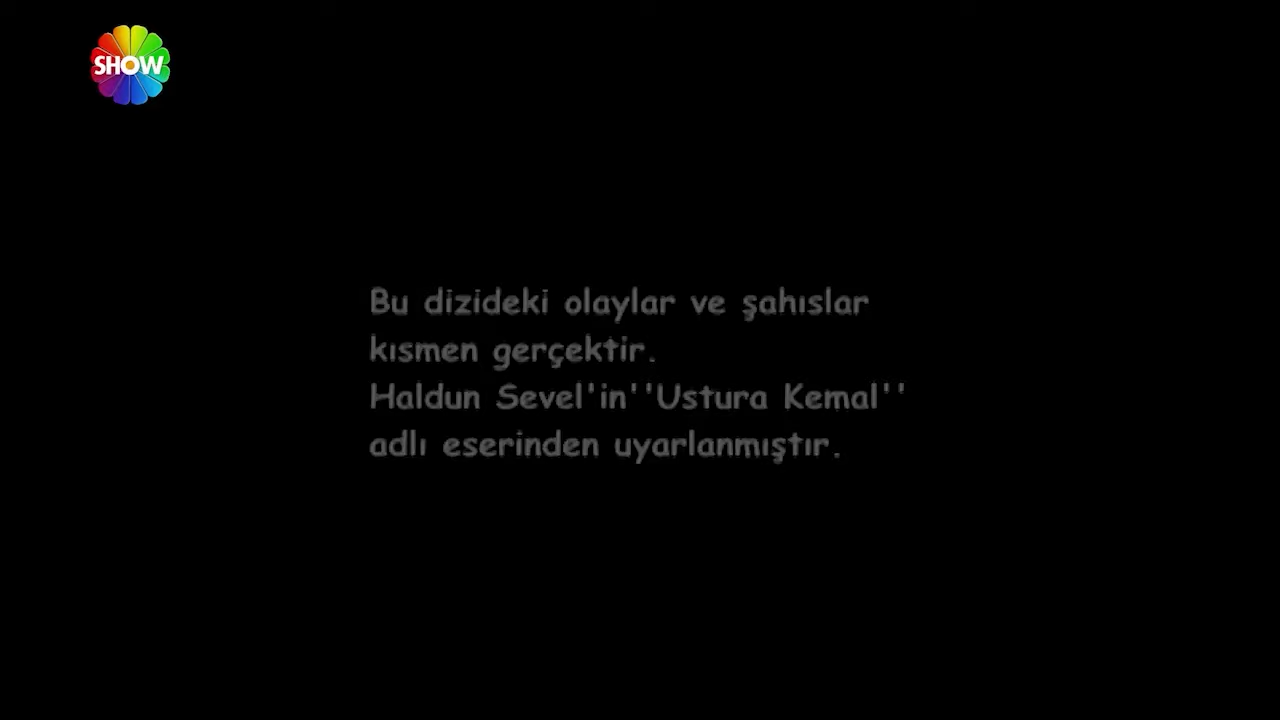 SHOW
Bu dizideki olaylar ve şahıslar
kısmen gerçektir.
Haldun Sevel'in''Ustura Kemal''
adlı eserinden uyarlanmıştır.